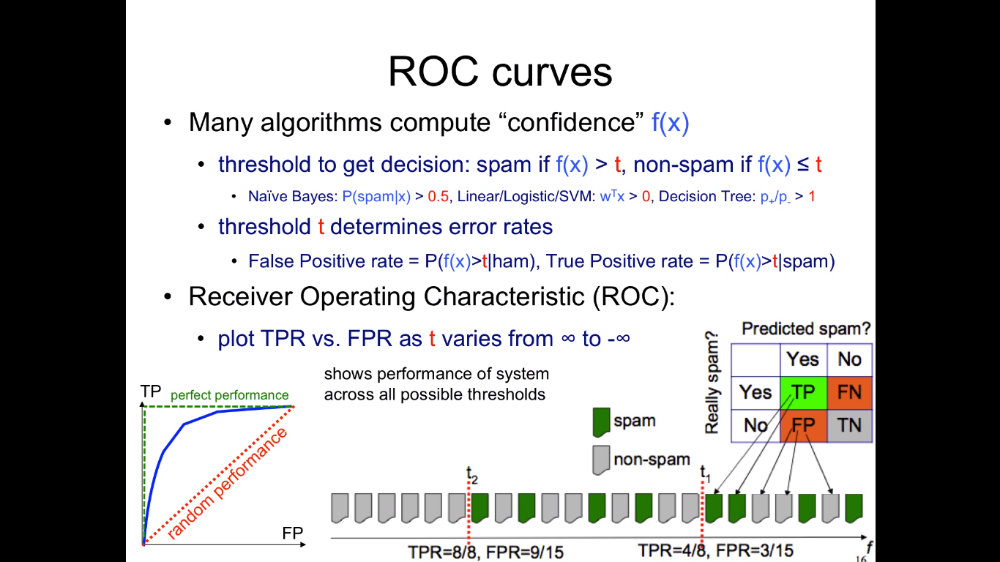 ROC curves
• Many algorithms compute “confidence” f(x)
• threshold to get decision: spam if f(x) > t, non-spam if f(x) ≤ t
• Naïve Bayes: P(spam|x) > 0.5, Linear/Logistic/SVM: wᵀx > 0, Decision Tree: p₊/p₋ > 1
• threshold t determines error rates
• False Positive rate = P(f(x)>t|ham), True Positive rate = P(f(x)>t|spam)
• Receiver Operating Characteristic (ROC):
• plot TPR vs. FPR as t varies from ∞ to -∞
shows performance of system
across all possible thresholds
TP
perfect performance
random performance
FP
Predicted spam?
Really spam?
Yes No
Yes TP FN
No FP TN
spam
non-spam
t₂
t₁
f
TPR=8/8, FPR=9/15
TPR=4/8, FPR=3/15
16